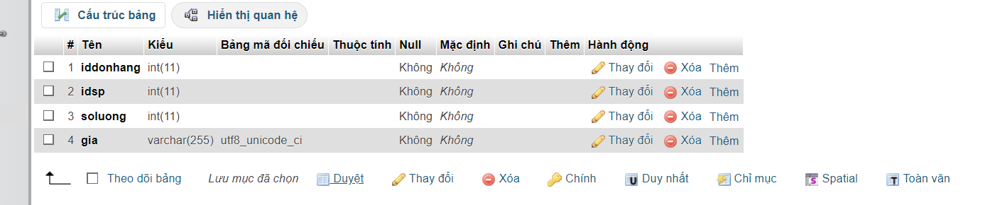 Cấu trúc bảng Hiển thị quan hệ
# Tên Kiểu Bảng mã đối chiếu Thuộc tính Null Mặc định Ghi chú Thêm Hành động
1 iddonhang int(11) Không Không Thay đổi Xóa Thêm
2 idsp int(11) Không Không Thay đổi Xóa Thêm
3 soluong int(11) Không Không Thay đổi Xóa Thêm
4 gia varchar(255) utf8_unicode_ci Không Không Thay đổi Xóa Thêm
Theo dõi bảng Lưu mục đã chọn Duyệt Thay đổi Xóa Chính Duy nhất Chỉ mục Spatial Toàn văn